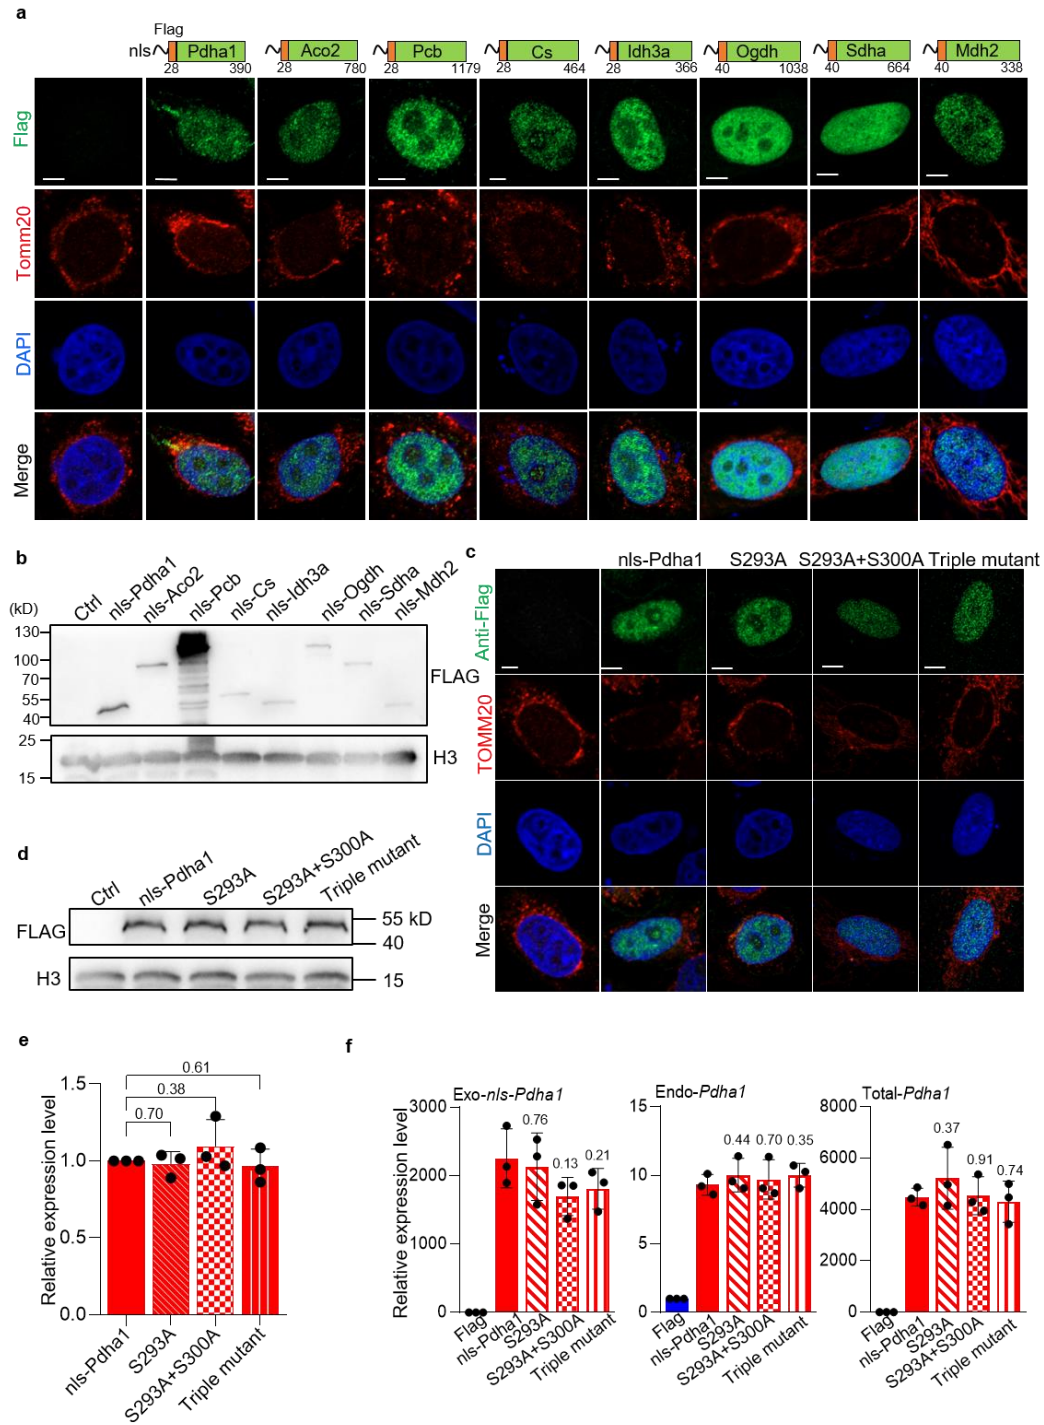 a
Flag
nls Pdha1 Aco2 Pcb Cs Idh3a Ogdh Sdha Mdh2
28 390 28 780 28 1179 28 464 28 366 40 1038 40 664 40 338
Flag
Tomm20
DAPI
Merge
b
(kD) Ctrl nls-Pdha1 nls-Aco2 nls-Pcb nls-Cs nls-Idh3a nls-Ogdh nls-Sdha nls-Mdh2
130
100
70
55
40
FLAG
25
15
H3
c
nls-Pdha1 S293A S293A+S300A Triple mutant
Anti-Flag
TOMM20
DAPI
Merge
d
Ctrl nls-Pdha1 S293A S293A+S300A Triple mutant
FLAG 55 kD
40
H3 15
e
Relative expression level
1.5
1.0
0.5
0.0
0.61
0.38
0.70
nls-Pdha1 S293A S293A+S300A Triple mutant
f
Relative expression level
Exo-nls-Pdha1
3000
2000
1000
0
0.76 0.13 0.21
Flag nls-Pdha1 S293A S293A+S300A Triple mutant
Endo-Pdha1
15
10
5
0
0.44 0.70 0.35
Flag nls-Pdha1 S293A S293A+S300A Triple mutant
Total-Pdha1
8000
6000
4000
2000
0
0.37 0.91 0.74
Flag nls-Pdha1 S293A S293A+S300A Triple mutant